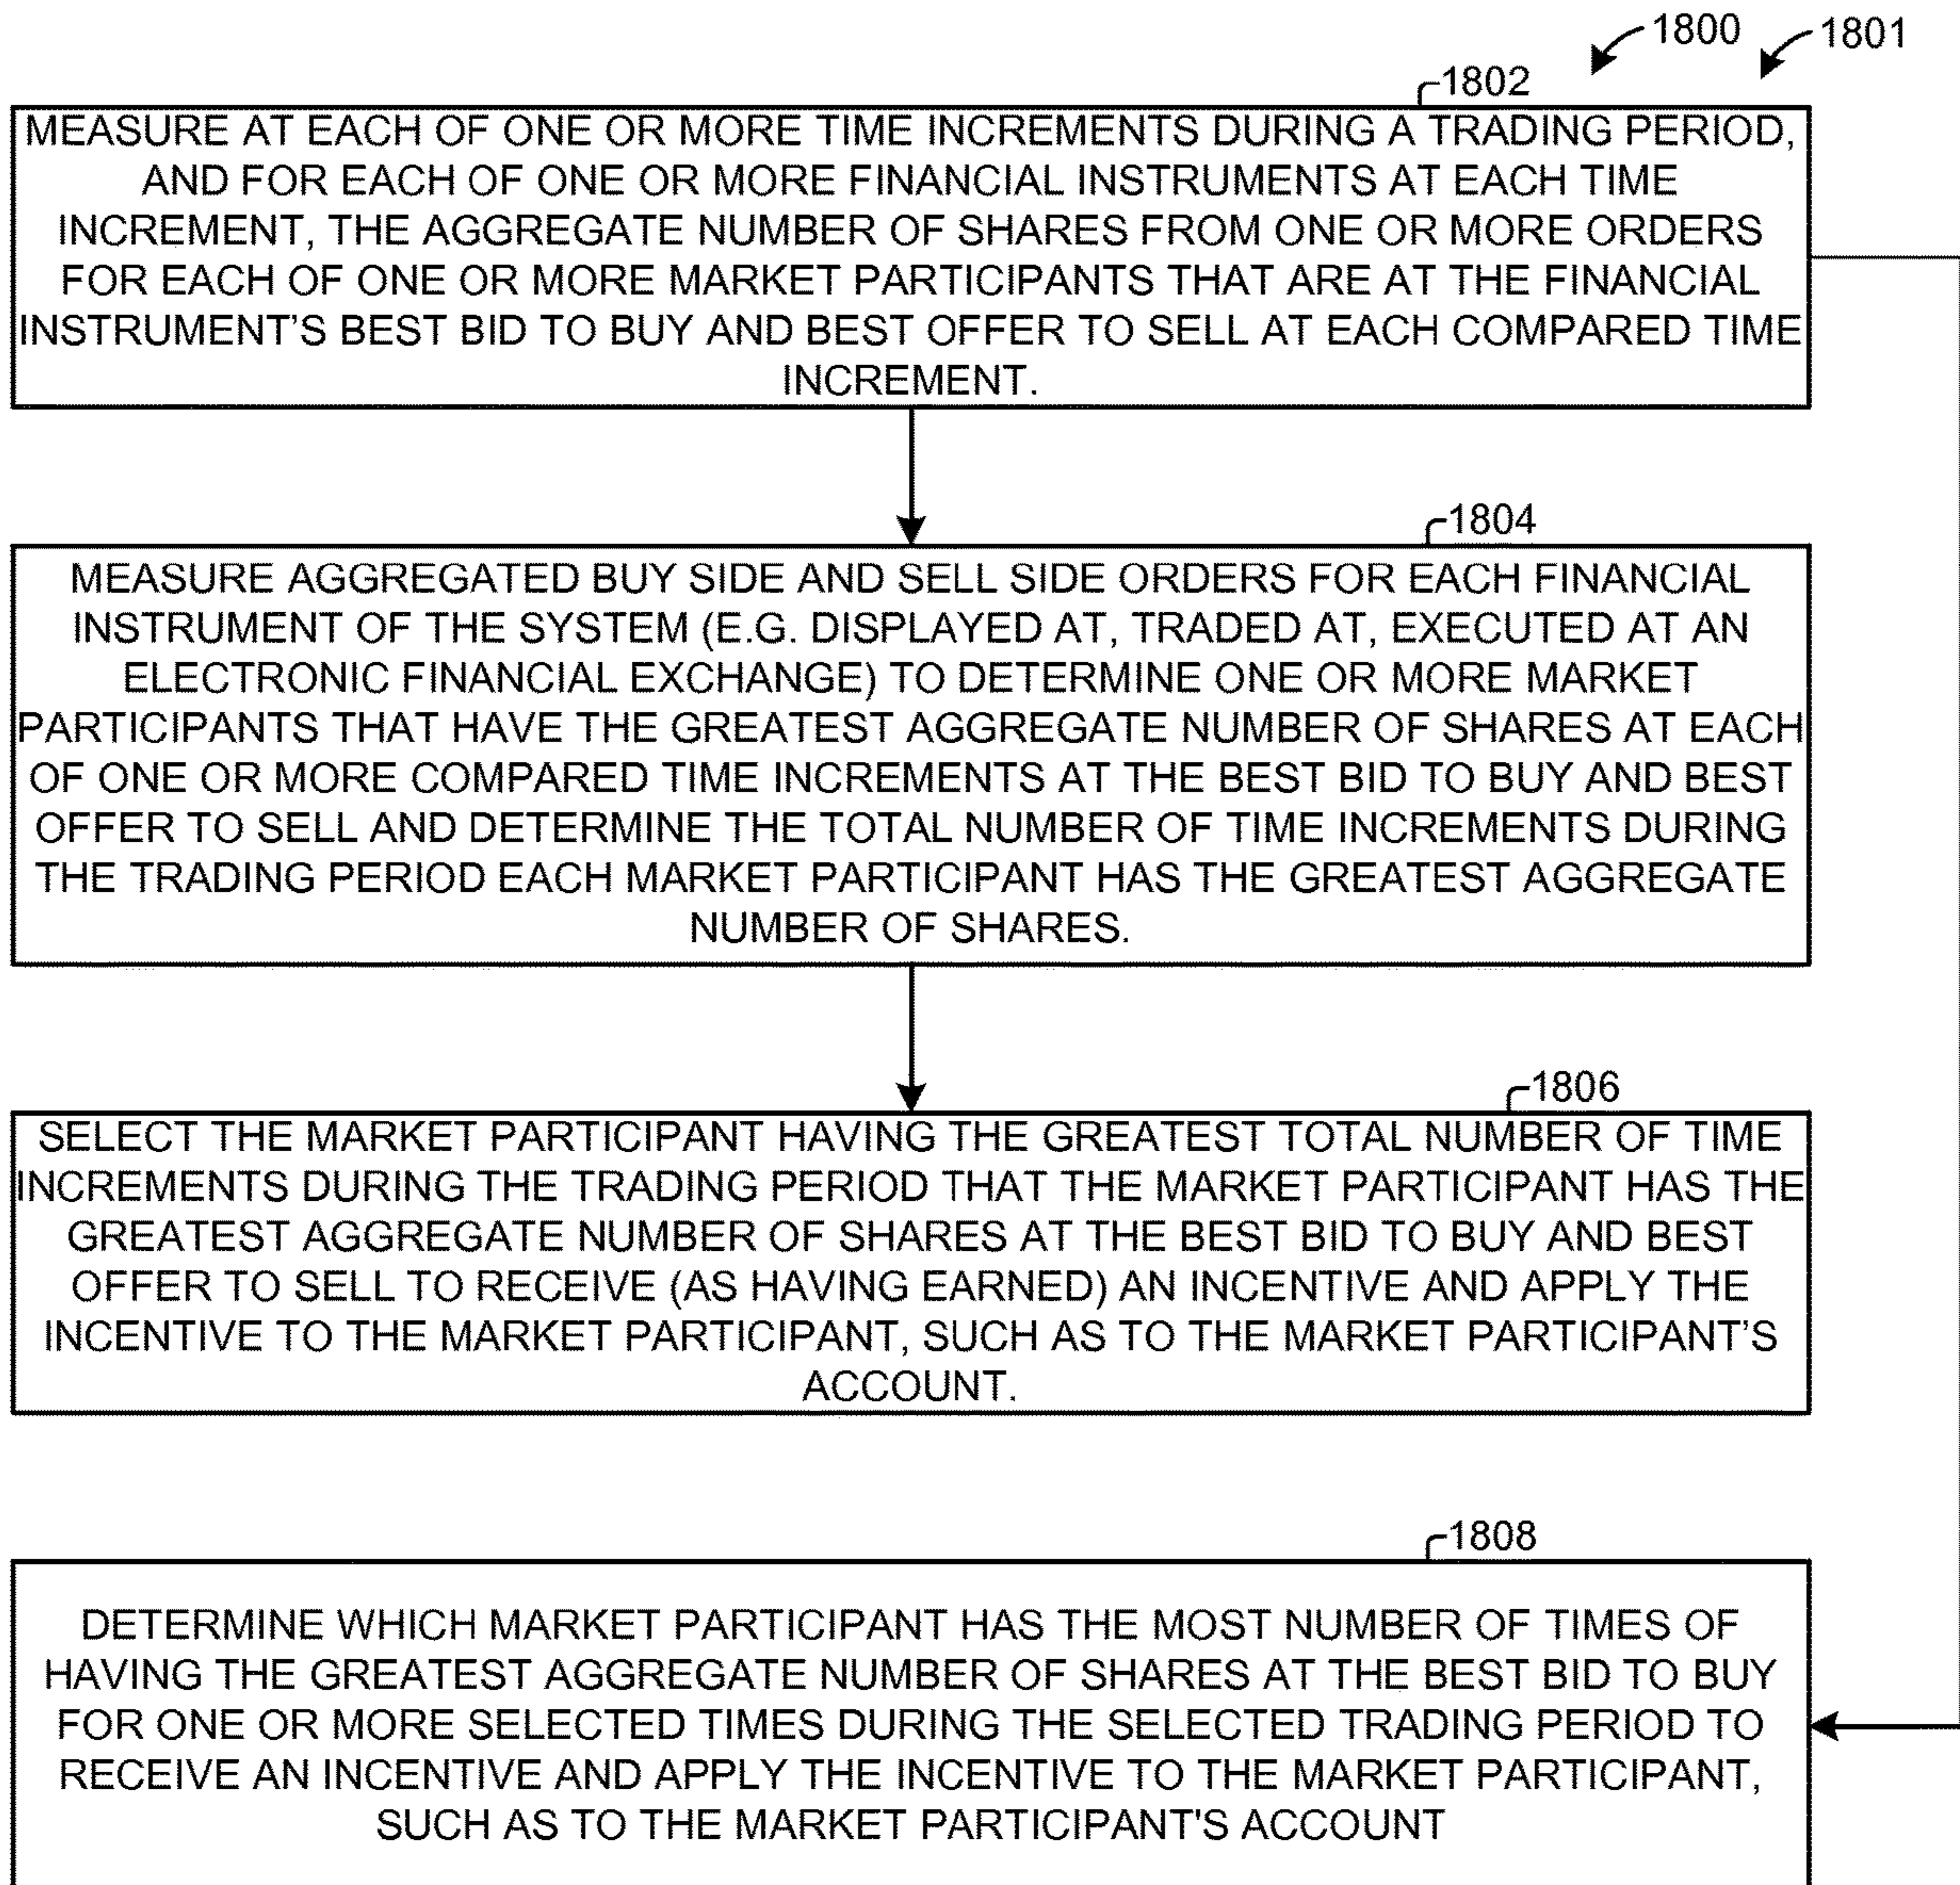 1800
1801
1802
MEASURE AT EACH OF ONE OR MORE TIME INCREMENTS DURING A TRADING PERIOD,
AND FOR EACH OF ONE OR MORE FINANCIAL INSTRUMENTS AT EACH TIME
INCREMENT, THE AGGREGATE NUMBER OF SHARES FROM ONE OR MORE ORDERS
FOR EACH OF ONE OR MORE MARKET PARTICIPANTS THAT ARE AT THE FINANCIAL
INSTRUMENT'S BEST BID TO BUY AND BEST OFFER TO SELL AT EACH COMPARED TIME
INCREMENT.
1804
MEASURE AGGREGATED BUY SIDE AND SELL SIDE ORDERS FOR EACH FINANCIAL
INSTRUMENT OF THE SYSTEM (E.G. DISPLAYED AT, TRADED AT, EXECUTED AT AN
ELECTRONIC FINANCIAL EXCHANGE) TO DETERMINE ONE OR MORE MARKET
PARTICIPANTS THAT HAVE THE GREATEST AGGREGATE NUMBER OF SHARES AT EACH
OF ONE OR MORE COMPARED TIME INCREMENTS AT THE BEST BID TO BUY AND BEST
OFFER TO SELL AND DETERMINE THE TOTAL NUMBER OF TIME INCREMENTS DURING
THE TRADING PERIOD EACH MARKET PARTICIPANT HAS THE GREATEST AGGREGATE
NUMBER OF SHARES.
1806
SELECT THE MARKET PARTICIPANT HAVING THE GREATEST TOTAL NUMBER OF TIME
INCREMENTS DURING THE TRADING PERIOD THAT THE MARKET PARTICIPANT HAS THE
GREATEST AGGREGATE NUMBER OF SHARES AT THE BEST BID TO BUY AND BEST
OFFER TO SELL TO RECEIVE (AS HAVING EARNED) AN INCENTIVE AND APPLY THE
INCENTIVE TO THE MARKET PARTICIPANT, SUCH AS TO THE MARKET PARTICIPANT'S
ACCOUNT.
1808
DETERMINE WHICH MARKET PARTICIPANT HAS THE MOST NUMBER OF TIMES OF
HAVING THE GREATEST AGGREGATE NUMBER OF SHARES AT THE BEST BID TO BUY
FOR ONE OR MORE SELECTED TIMES DURING THE SELECTED TRADING PERIOD TO
RECEIVE AN INCENTIVE AND APPLY THE INCENTIVE TO THE MARKET PARTICIPANT,
SUCH AS TO THE MARKET PARTICIPANT'S ACCOUNT